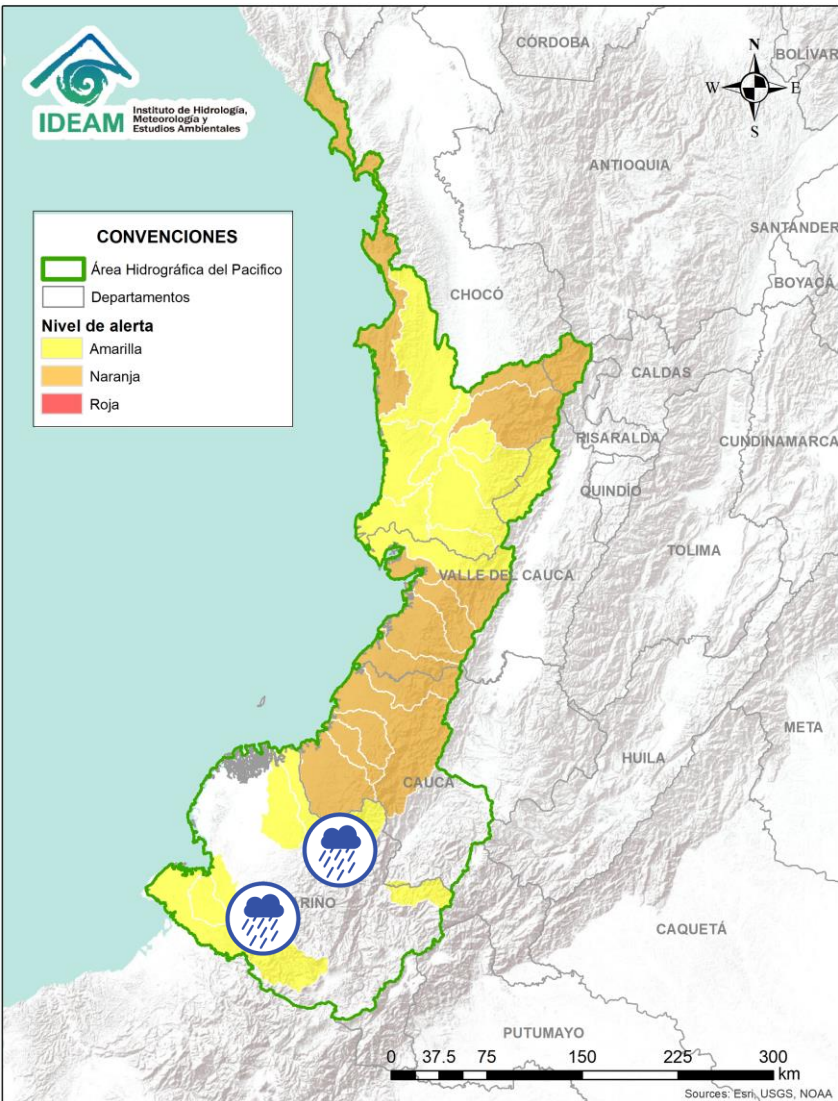 IDEAM
Instituto de Hidrología,
Meteorología y
Estudios Ambientales
N
W
E
S
CONVENCIONES
Área Hidrográfica del Pacifico
Departamentos
Nivel de alerta
Amarilla
Naranja
Roja
CÓRDOBA
BOLÍVAR
ANTIOQUIA
SANTANDER
BOYACÁ
CHOCÓ
CALDAS
RISARALDA
CUNDINAMARCA
QUINDÍO
TOLIMA
VALLE DEL CAUCA
META
HUILA
CAUCA
RIÑO
CAQUETÁ
PUTUMAYO
0 37.5 75 150 225 300
km
Sources: Esri, USGS, NOAA